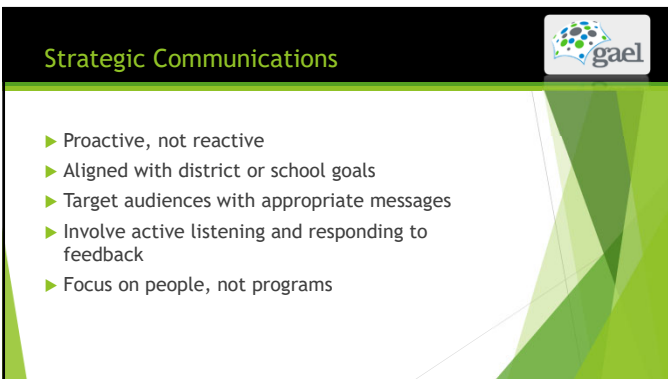 Strategic Communications
gael
Proactive, not reactive
Aligned with district or school goals
Target audiences with appropriate messages
Involve active listening and responding to
feedback
Focus on people, not programs